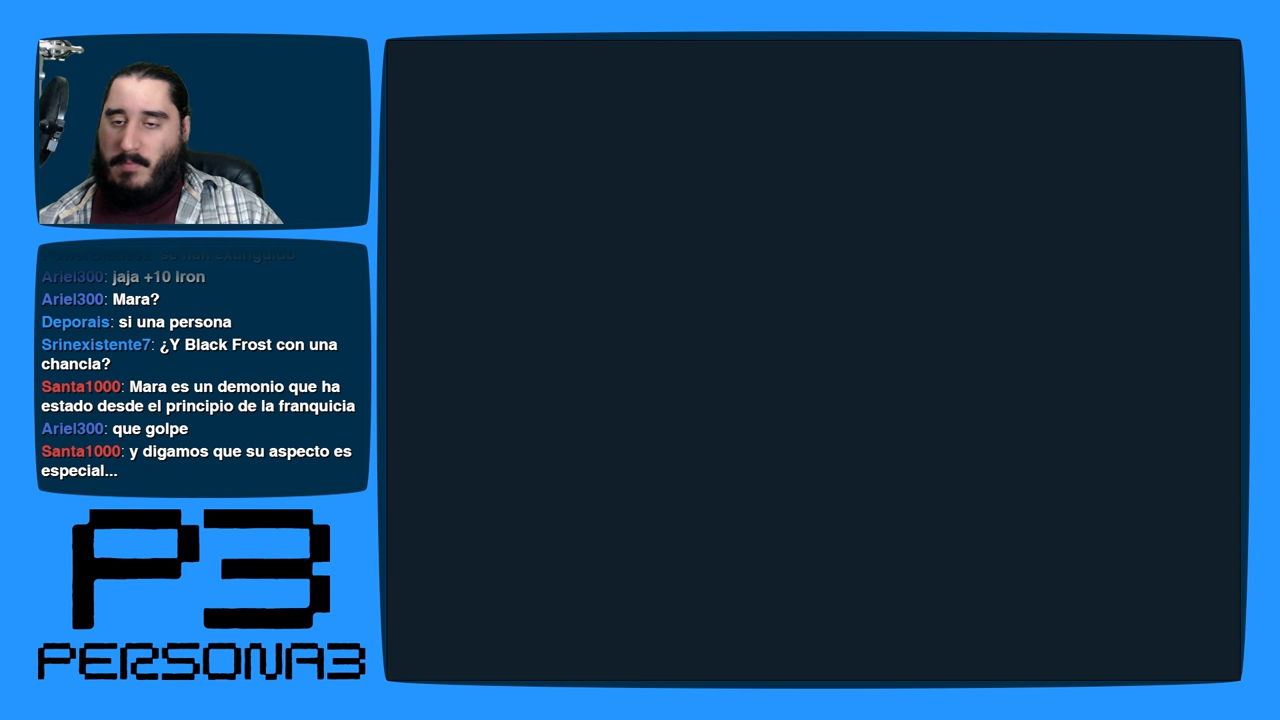 Ariel300: jaja +10 Iron
Ariel300: Mara?
Deporais: si una persona
Srinexistente7: ¿Y Black Frost con una
chancla?
Santa1000: Mara es un demonio que ha
estado desde el principio de la franquicia
Ariel300: que golpe
Santa1000: y digamos que su aspecto es
especial...
P3
PERSONA3